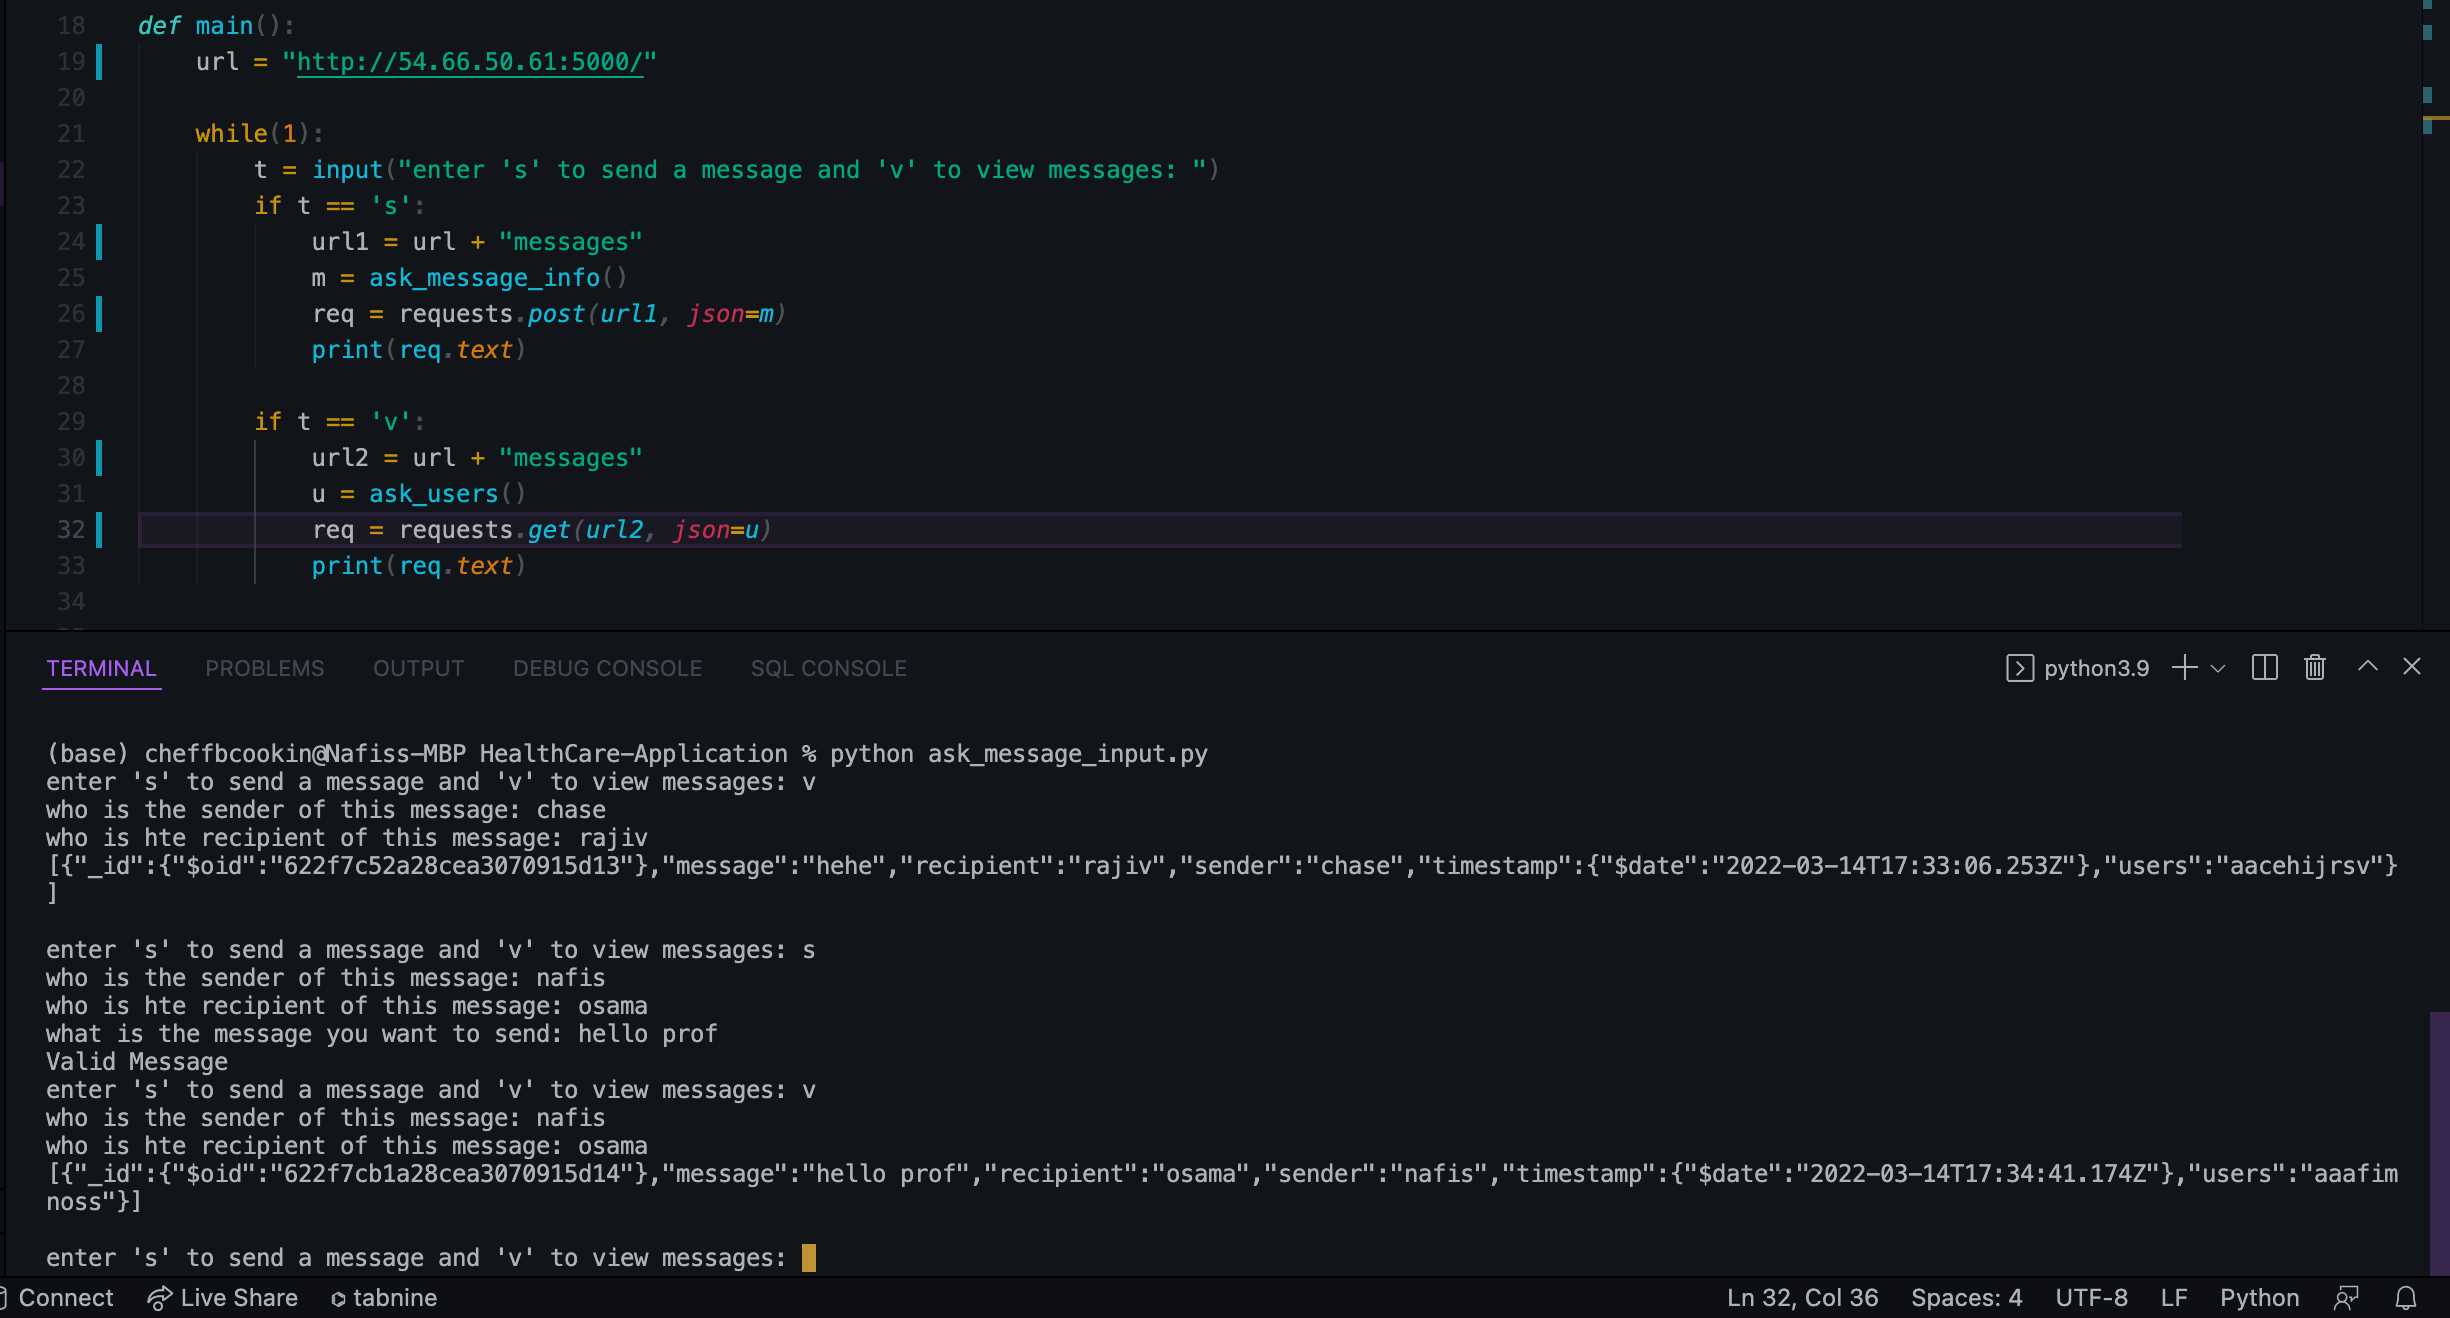 18 def main():
19 url = "http://54.66.50.61:5000/"
20
21 while(1):
22 t = input("enter 's' to send a message and 'v' to view messages: ")
23 if t == 's':
24 url1 = url + "messages"
25 m = ask_message_info()
26 req = requests.post(url1, json=m)
27 print(req.text)
28
29 if t == 'v':
30 url2 = url + "messages"
31 u = ask_users()
32 req = requests.get(url2, json=u)
33 print(req.text)
34
TERMINAL PROBLEMS OUTPUT DEBUG CONSOLE SQL CONSOLE python3.9
(base) cheffbcookin@Nafiss-MBP HealthCare-Application % python ask_message_input.py
enter 's' to send a message and 'v' to view messages: v
who is the sender of this message: chase
who is hte recipient of this message: rajiv
[{"_id":{"$oid":"622f7c52a28cea3070915d13"},"message":"hehe","recipient":"rajiv","sender":"chase","timestamp":{"$date":"2022-03-14T17:33:06.253Z"},"users":"aacehijrsv"}
]
enter 's' to send a message and 'v' to view messages: s
who is the sender of this message: nafis
who is hte recipient of this message: osama
what is the message you want to send: hello prof
Valid Message
enter 's' to send a message and 'v' to view messages: v
who is the sender of this message: nafis
who is hte recipient of this message: osama
[{"_id":{"$oid":"622f7cb1a28cea3070915d14"},"message":"hello prof","recipient":"osama","sender":"nafis","timestamp":{"$date":"2022-03-14T17:34:41.174Z"},"users":"aaafim
noss"}]
enter 's' to send a message and 'v' to view messages:
Connect Live Share tabnine Ln 32, Col 36 Spaces: 4 UTF-8 LF Python